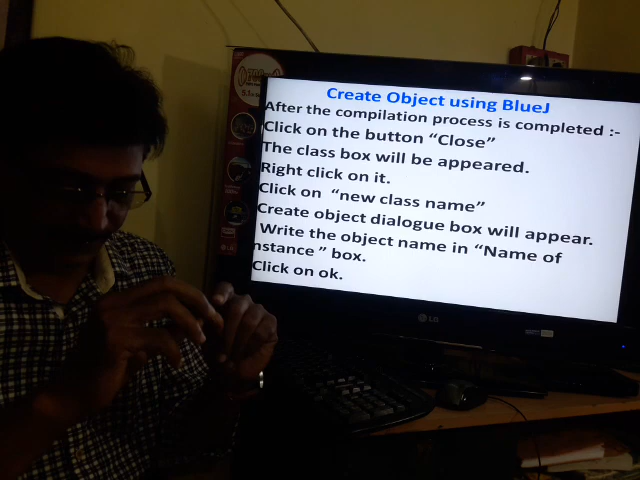 Create Object using BlueJ
After the compilation process is completed :-
Click on the button “Close”
The class box will be appeared.
Right click on it.
Click on “new class name”
Create object dialogue box will appear.
Write the object name in “Name of
nstance ” box.
Click on ok.
LG
5.1